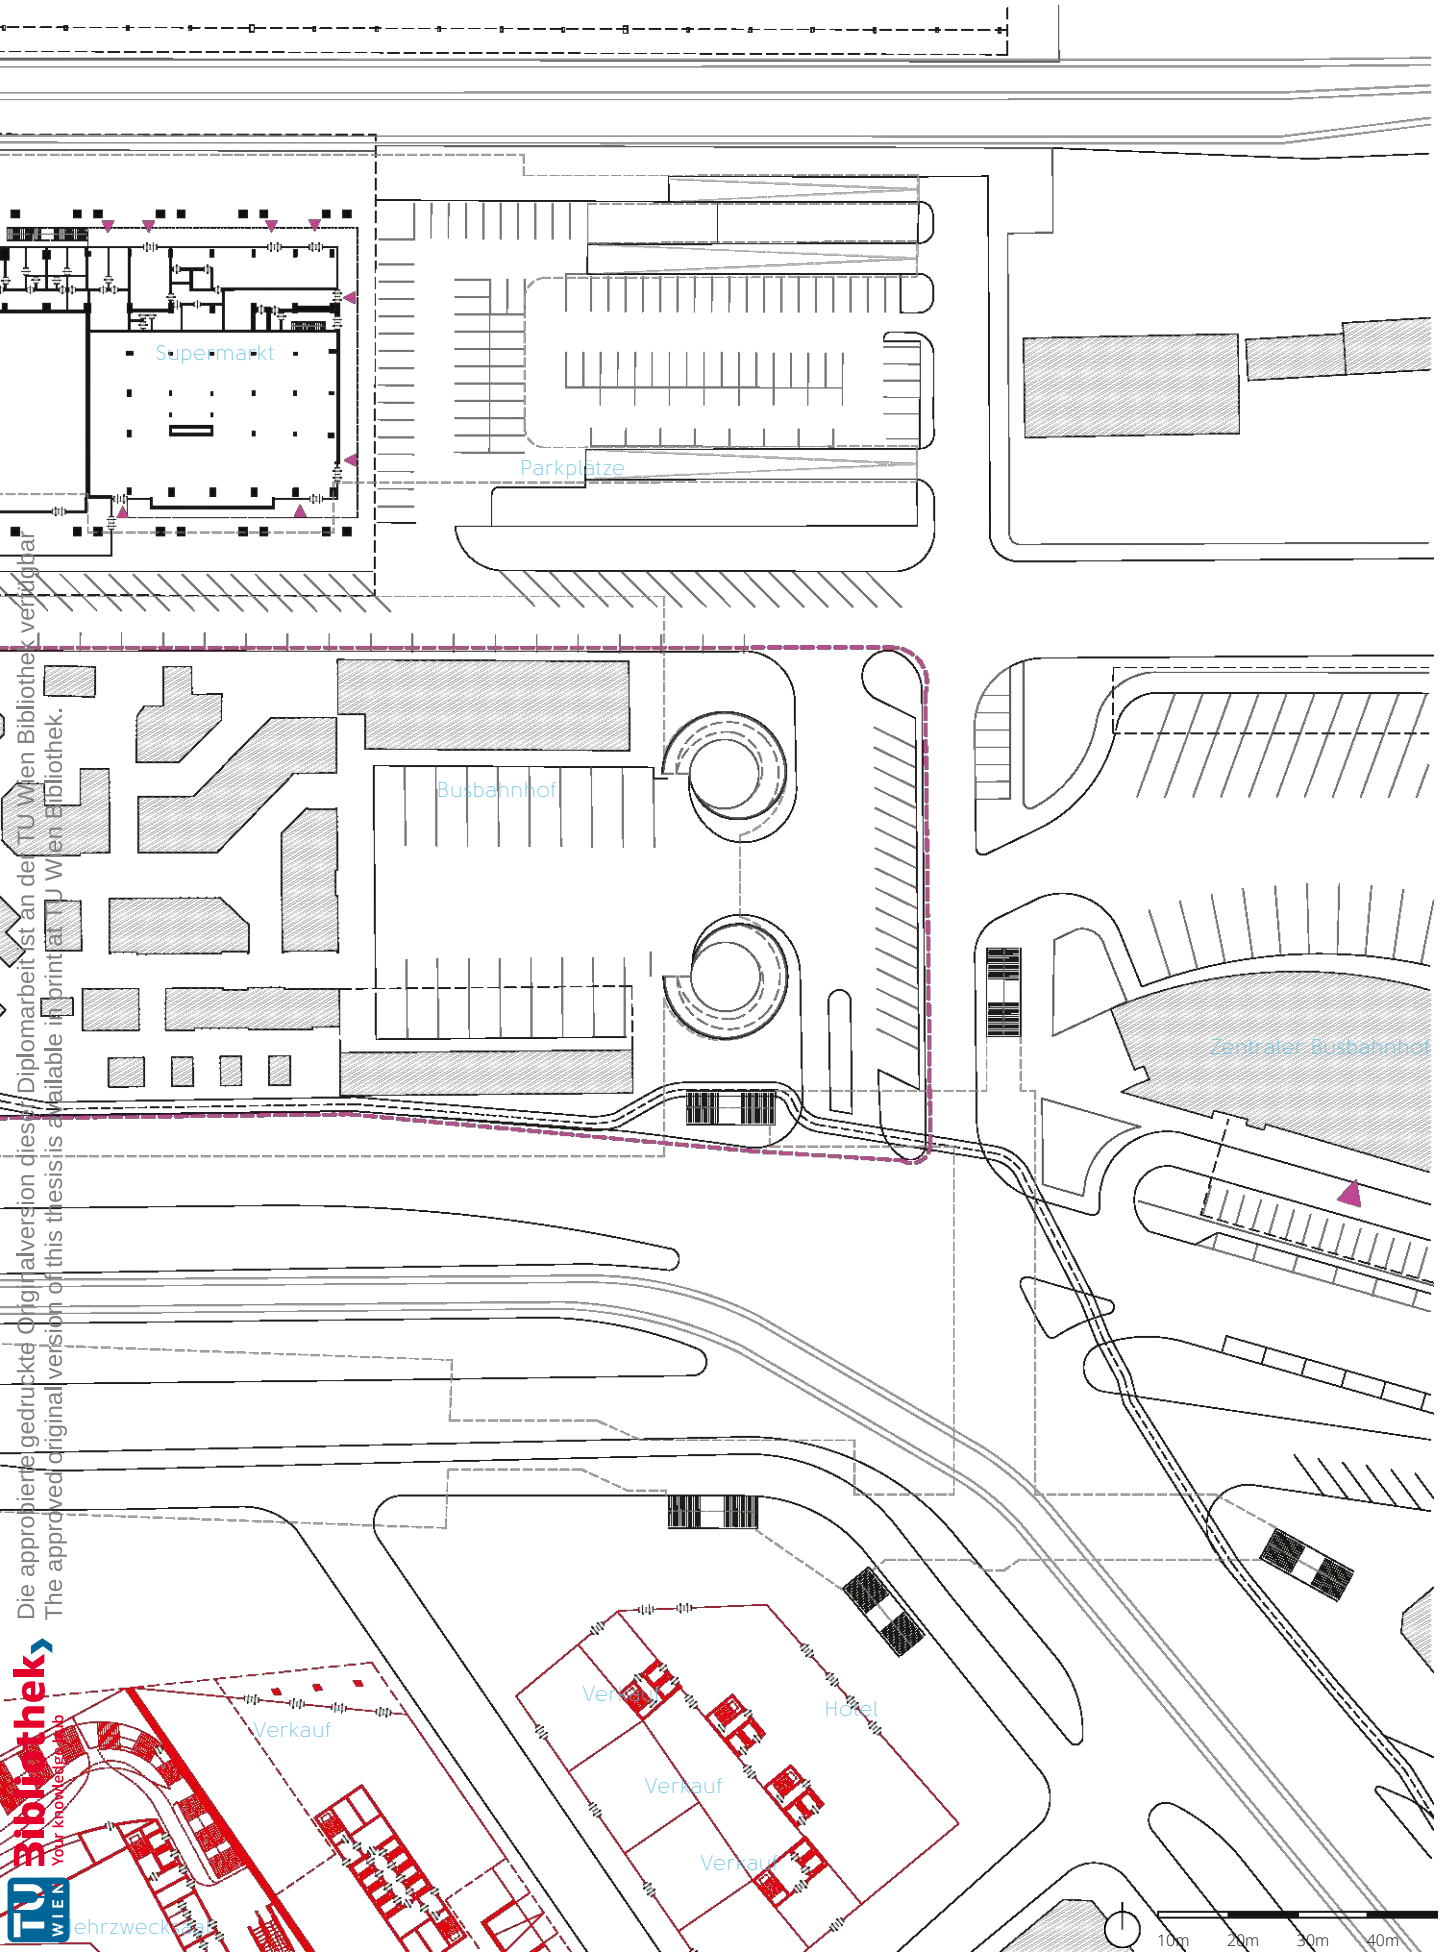 Supermarkt
Parkplätze
Busbahnhof
Zentraler Busbahnhof
Verkauf
Hotel
Verkauf
Verkauf
Verkauf
Mehrzwecksaal
10m 20m 30m 40m
Die approbierte gedruckte Originalversion dieser Diplomarbeit ist an der TU Wien Bibliothek verfügbar
The approved original version of this thesis is available in print at TU Wien Bibliothek.
Bibliothek
Your knowledge hub
TU
WIEN